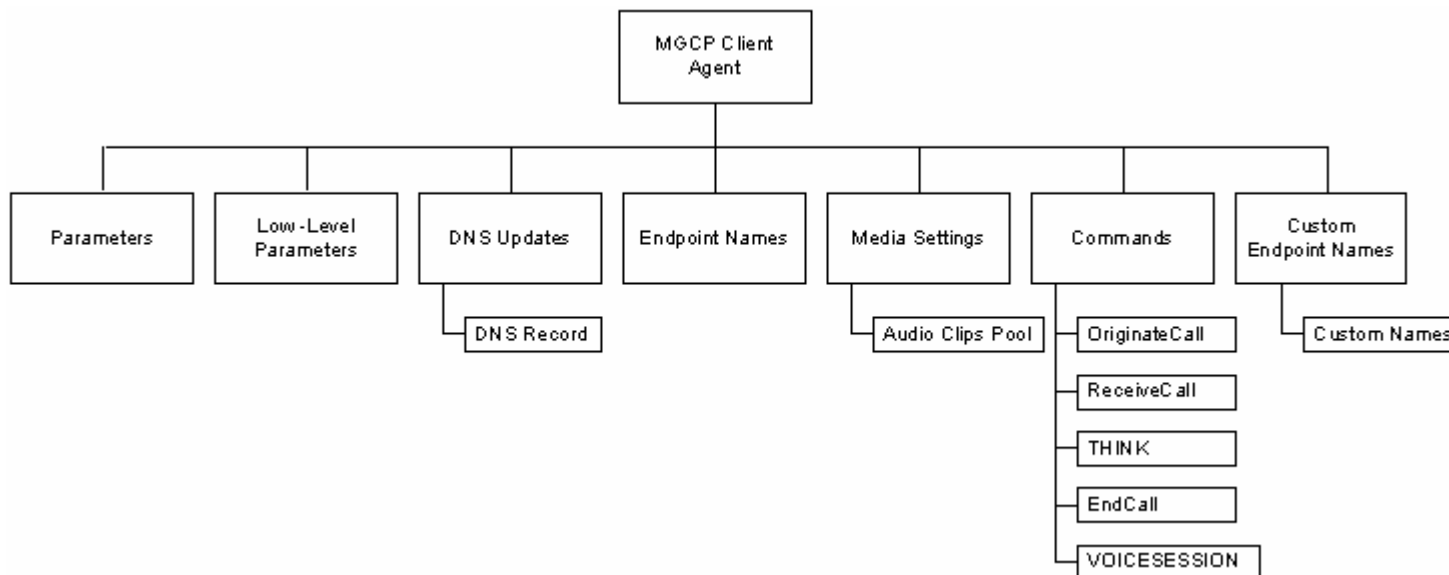 MGCP Client
Agent
Parameters
Low-Level
Parameters
DNS Updates
Endpoint Names
Media Settings
Commands
Custom
Endpoint Names
DNS Record
Audio Clips Pool
OriginateCall
ReceiveCall
THINK
EndCall
VOICESESSION
Custom Names